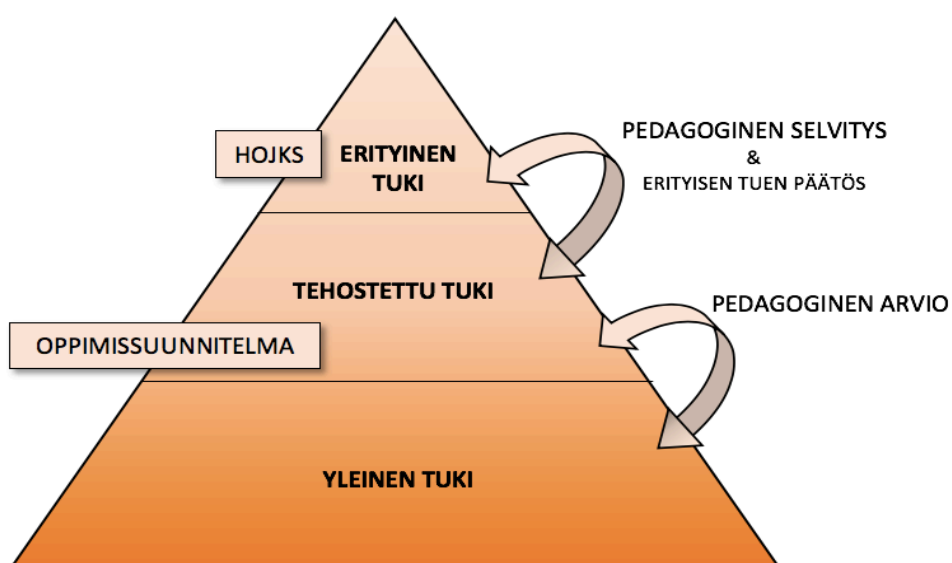 PEDAGOGINEN SELVITYS
&
ERITYISEN TUEN PÄÄTÖS
HOJKS
ERITYINEN
TUKI
TEHOSTETTU TUKI
PEDAGOGINEN ARVIO
OPPIMISSUUNNITELMA
YLEINEN TUKI